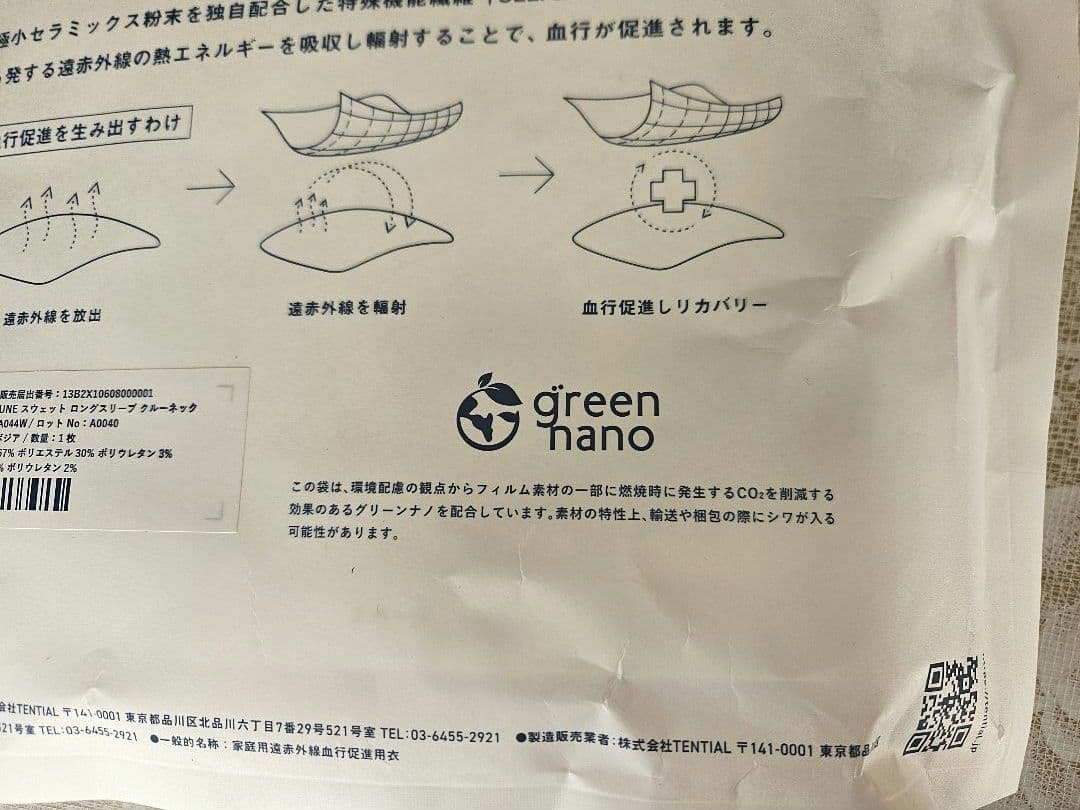 極小セラミックス粉末を独自配合した特殊機能繊維
発する遠赤外線の熱エネルギーを吸収し輻射することで、血行が促進されます。
行促進を生み出すわけ
遠赤外線を放出
遠赤外線を輻射
血行促進しリカバリー
販売届出番号：13B2X10608000001
UNE スウェット ロングスリーブ クルーネック
A044W / ロット No：A0040
ジア / 数量：1 枚
67% ポリエステル 30% ポリウレタン 3%
% ポリウレタン 2%
green
nano
この袋は、環境配慮の観点からフィルム素材の一部に燃焼時に発生するCO₂を削減する
効果のあるグリーンナノを配合しています。素材の特性上、輸送や梱包の際にシワが入る
可能性があります。
会社TENTIAL 〒141-0001 東京都品川区北品川六丁目7番29号521号室 TEL:03-6455-2921 ●製造販売業者：株式会社TENTIAL 〒141-0001 東京都品
521号室 TEL:03-6455-2921 ●一般的名称：家庭用遠赤外線血行促進用衣